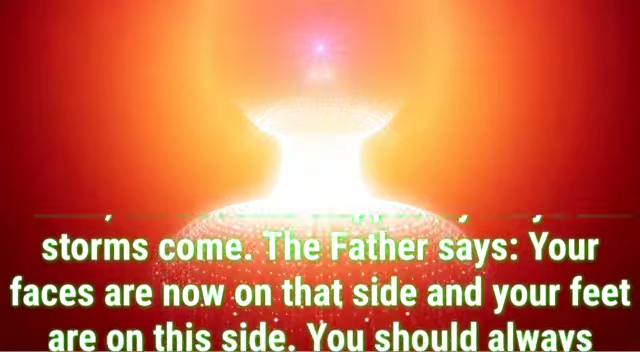 storms come. The Father says: Your
faces are now on that side and your feet
are on this side. You should always